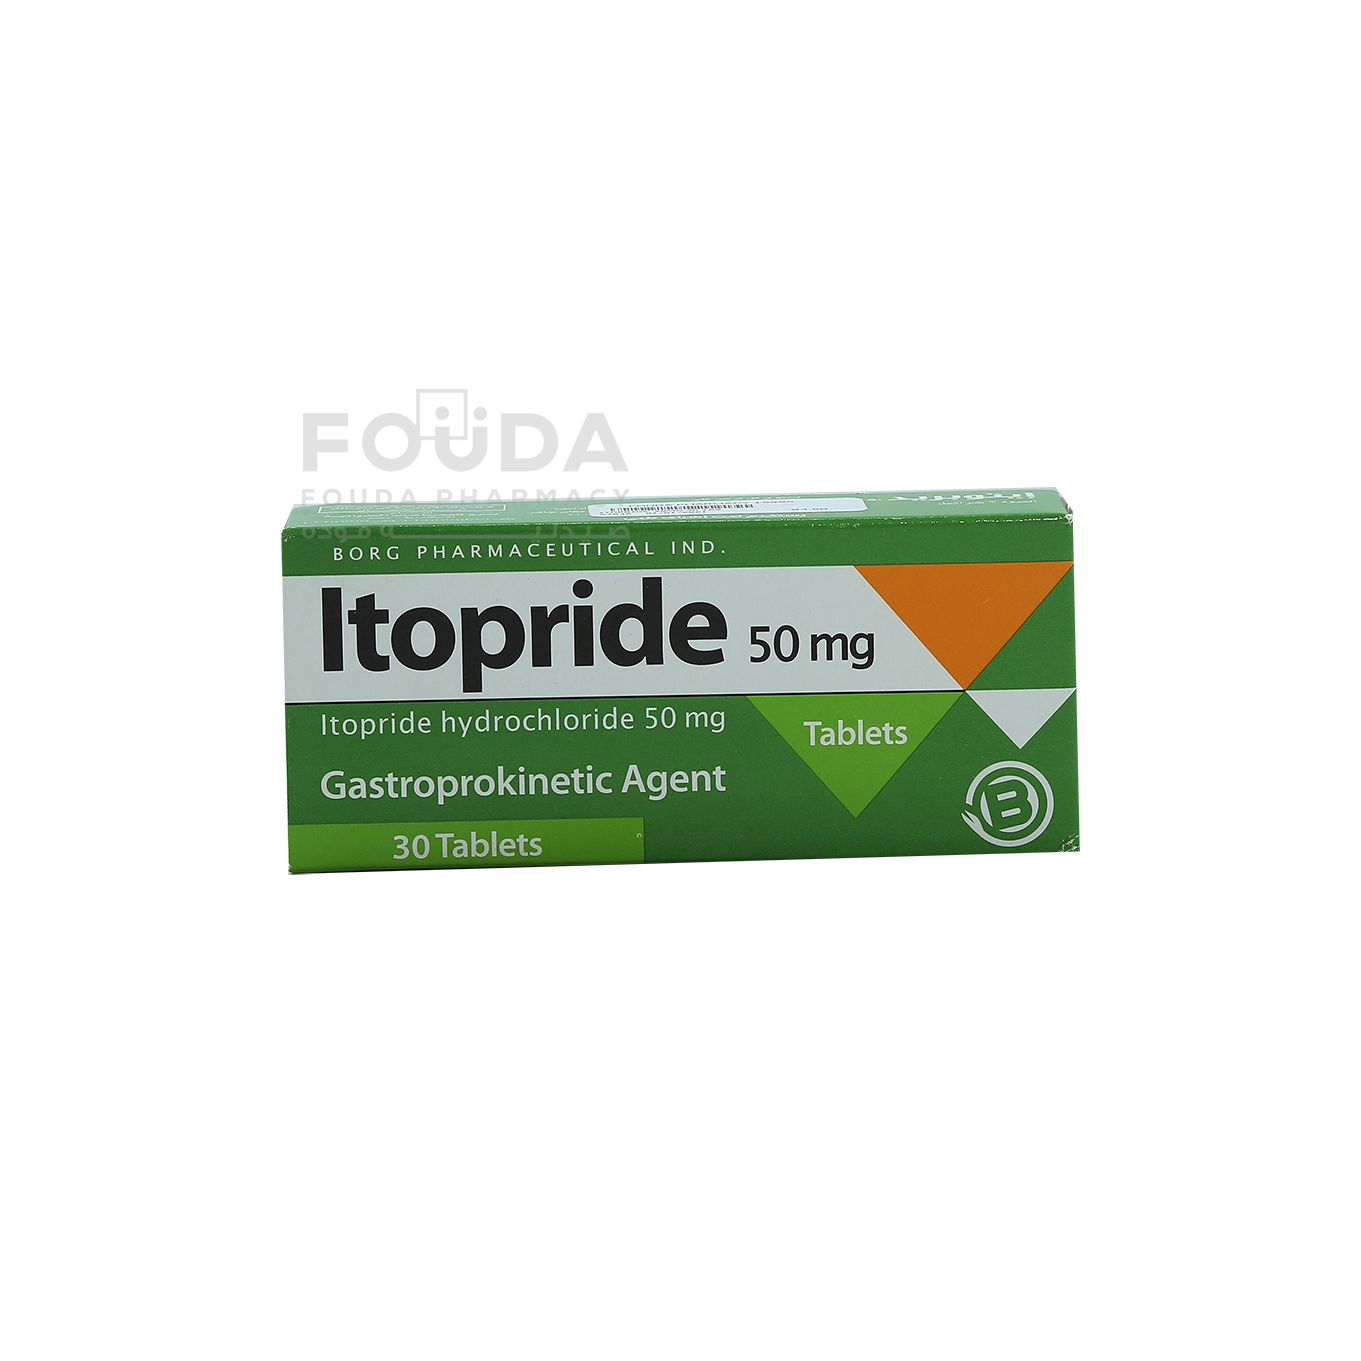 FOUDA
FOUDA PHARMACY
BORG PHARMACEUTICAL IND.
Itopride 50 mg
Itopride hydrochloride 50 mg
Tablets
Gastroprokinetic Agent
B
30 Tablets